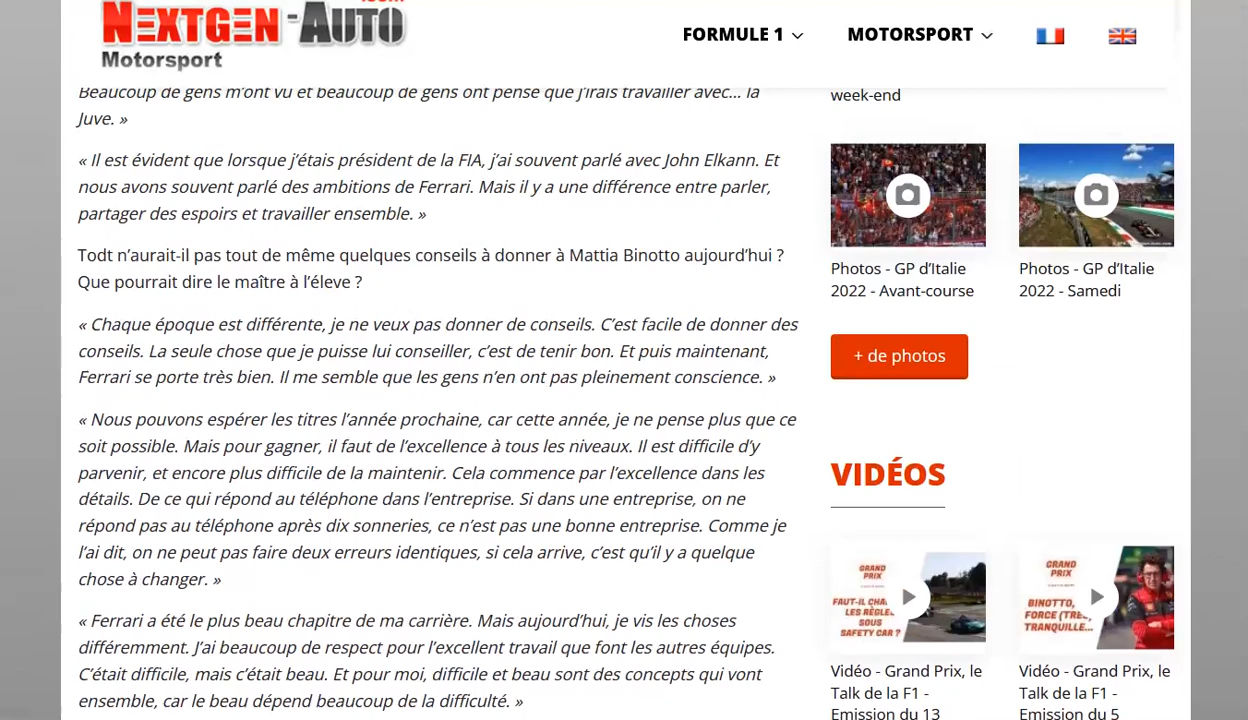 NEXTGEN-AUTO
Motorsport
FORMULE 1
MOTORSPORT
Beaucoup de gens m’ont vu et beaucoup de gens ont pensé que j’irais travailler avec… la
Juve. »
« Il est évident que lorsque j’étais président de la FIA, j’ai souvent parlé avec John Elkann. Et
nous avons souvent parlé des ambitions de Ferrari. Mais il y a une différence entre parler,
partager des espoirs et travailler ensemble. »
Todt n’aurait-il pas tout de même quelques conseils à donner à Mattia Binotto aujourd’hui ?
Que pourrait dire le maître à l’éleve ?
« Chaque époque est différente, je ne veux pas donner de conseils. C’est facile de donner des
conseils. La seule chose que je puisse lui conseiller, c’est de tenir bon. Et puis maintenant,
Ferrari se porte très bien. Il me semble que les gens n’en ont pas pleinement conscience. »
« Nous pouvons espérer les titres l’année prochaine, car cette année, je ne pense plus que ce
soit possible. Mais pour gagner, il faut de l’excellence à tous les niveaux. Il est difficile d’y
parvenir, et encore plus difficile de la maintenir. Cela commence par l’excellence dans les
détails. De ce qui répond au téléphone dans l’entreprise. Si dans une entreprise, on ne
répond pas au téléphone après dix sonneries, ce n’est pas une bonne entreprise. Comme je
l’ai dit, on ne peut pas faire deux erreurs identiques, si cela arrive, c’est qu’il y a quelque
chose à changer. »
« Ferrari a été le plus beau chapitre de ma carrière. Mais aujourd’hui, je vis les choses
différemment. J’ai beaucoup de respect pour l’excellent travail que font les autres équipes.
C’était difficile, mais c’était beau. Et pour moi, difficile et beau sont des concepts qui vont
ensemble, car le beau dépend beaucoup de la difficulté. »
week-end
Photos - GP d’Italie
2022 - Avant-course
Photos - GP d’Italie
2022 - Samedi
+ de photos
VIDÉOS
GRAND
PRIX
FAUT-IL
LES
SOUS
SAFETY CAR ?
Vidéo - Grand Prix, le
Talk de la F1 -
Emission du 13
GRAND
PRIX
BINOTTO,
FORCE
TRANQUILLE...
Vidéo - Grand Prix, le
Talk de la F1 -
Emission du 5